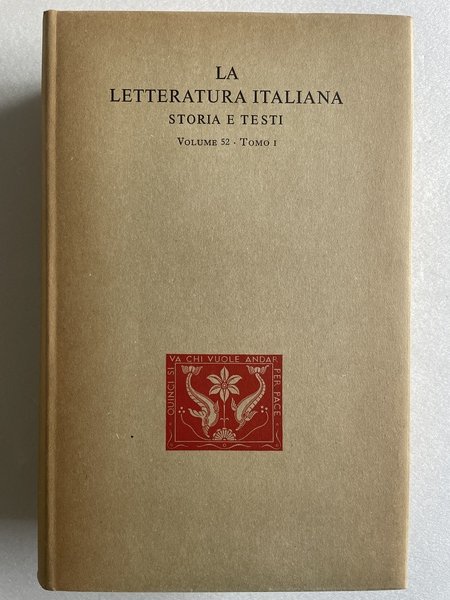 LA
LETTERATURA ITALIANA
STORIA E TESTI
VOLUME 52 · TOMO I
QUINCI SI
VA CHI VUOLE ANDAR
PER PACE